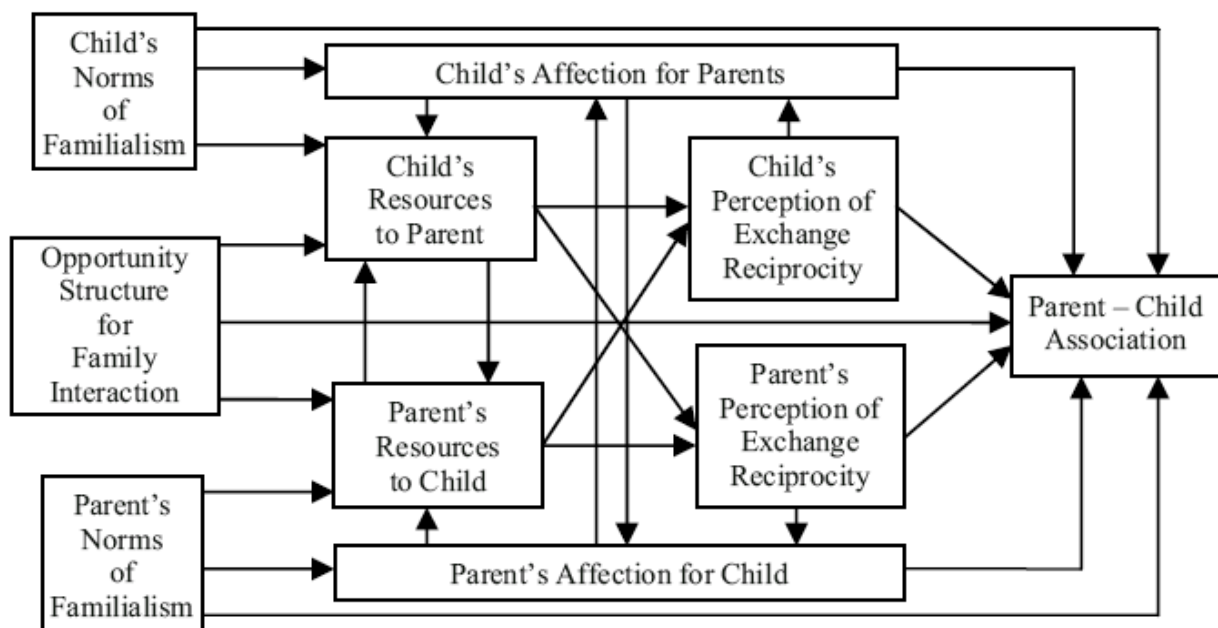 Child's
Norms
of
Familialism
Child's Affection for Parents
Child's
Resources
to Parent
Child's
Perception of
Exchange
Reciprocity
Opportunity
Structure
for
Family
Interaction
Parent – Child
Association
Parent's
Resources
to Child
Parent's
Perception of
Exchange
Reciprocity
Parent's
Norms
of
Familialism
Parent's Affection for Child